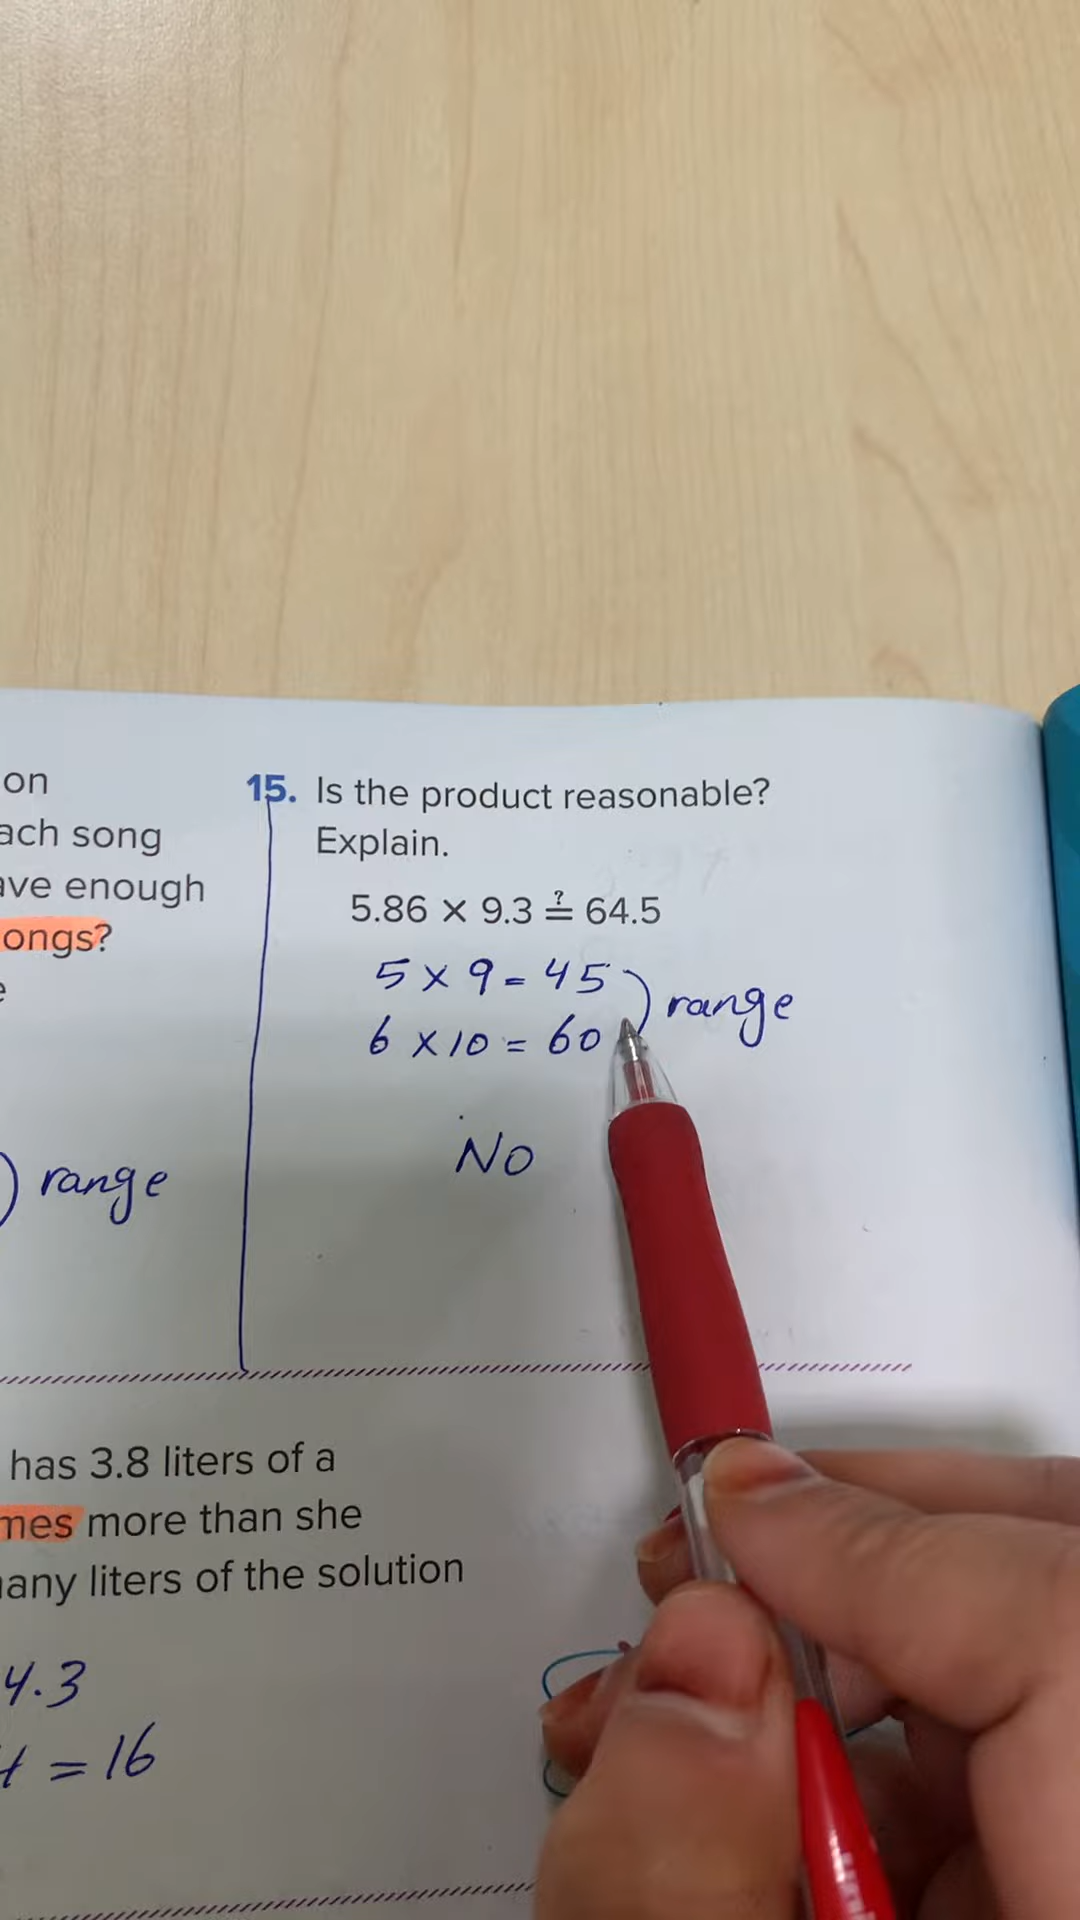 on
ach song
ave enough
ongs?
e
range
15. Is the product reasonable?
Explain.
5.86 × 9.3 ≟ 64.5
5 × 9 = 45
6 × 10 = 60
range
No
has 3.8 liters of a
mes more than she
any liters of the solution
4.3
= 16